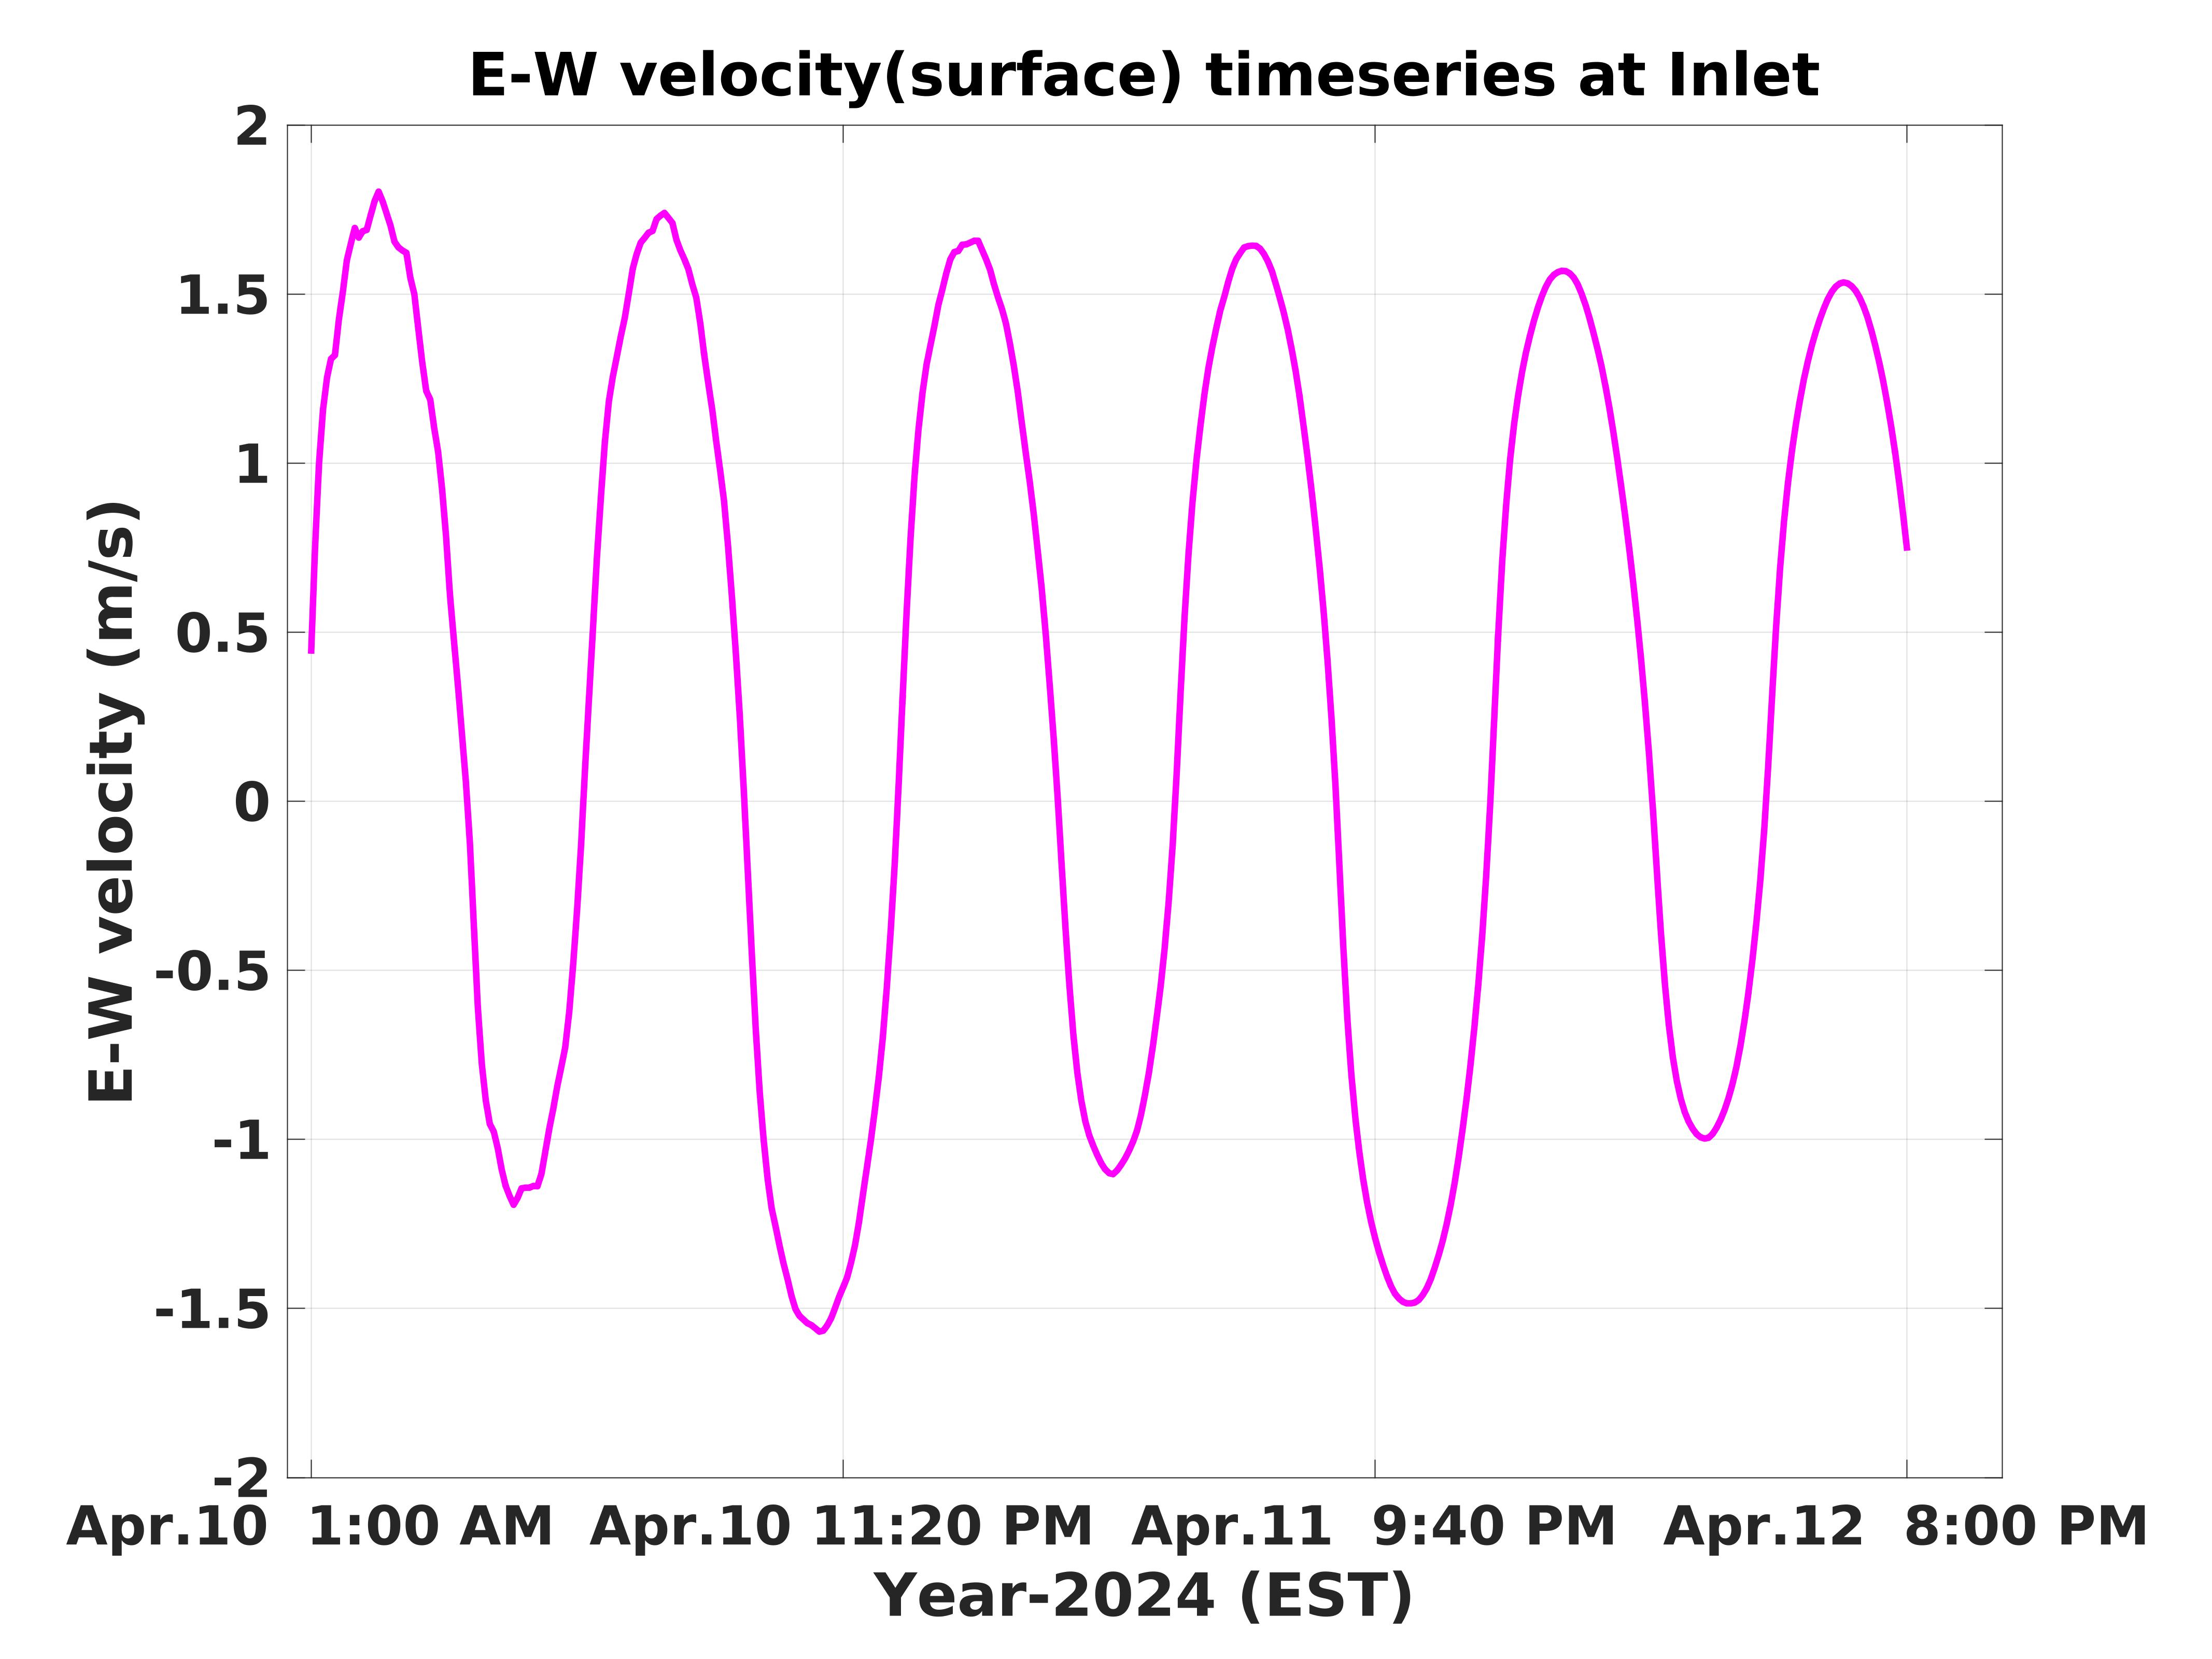 E-W velocity(surface) timeseries at Inlet
E-W velocity (m/s)
2
1.5
1
0.5
0
-0.5
-1
-1.5
-2
Apr.10 1:00 AM Apr.10 11:20 PM Apr.11 9:40 PM Apr.12 8:00 PM
Year-2024 (EST)